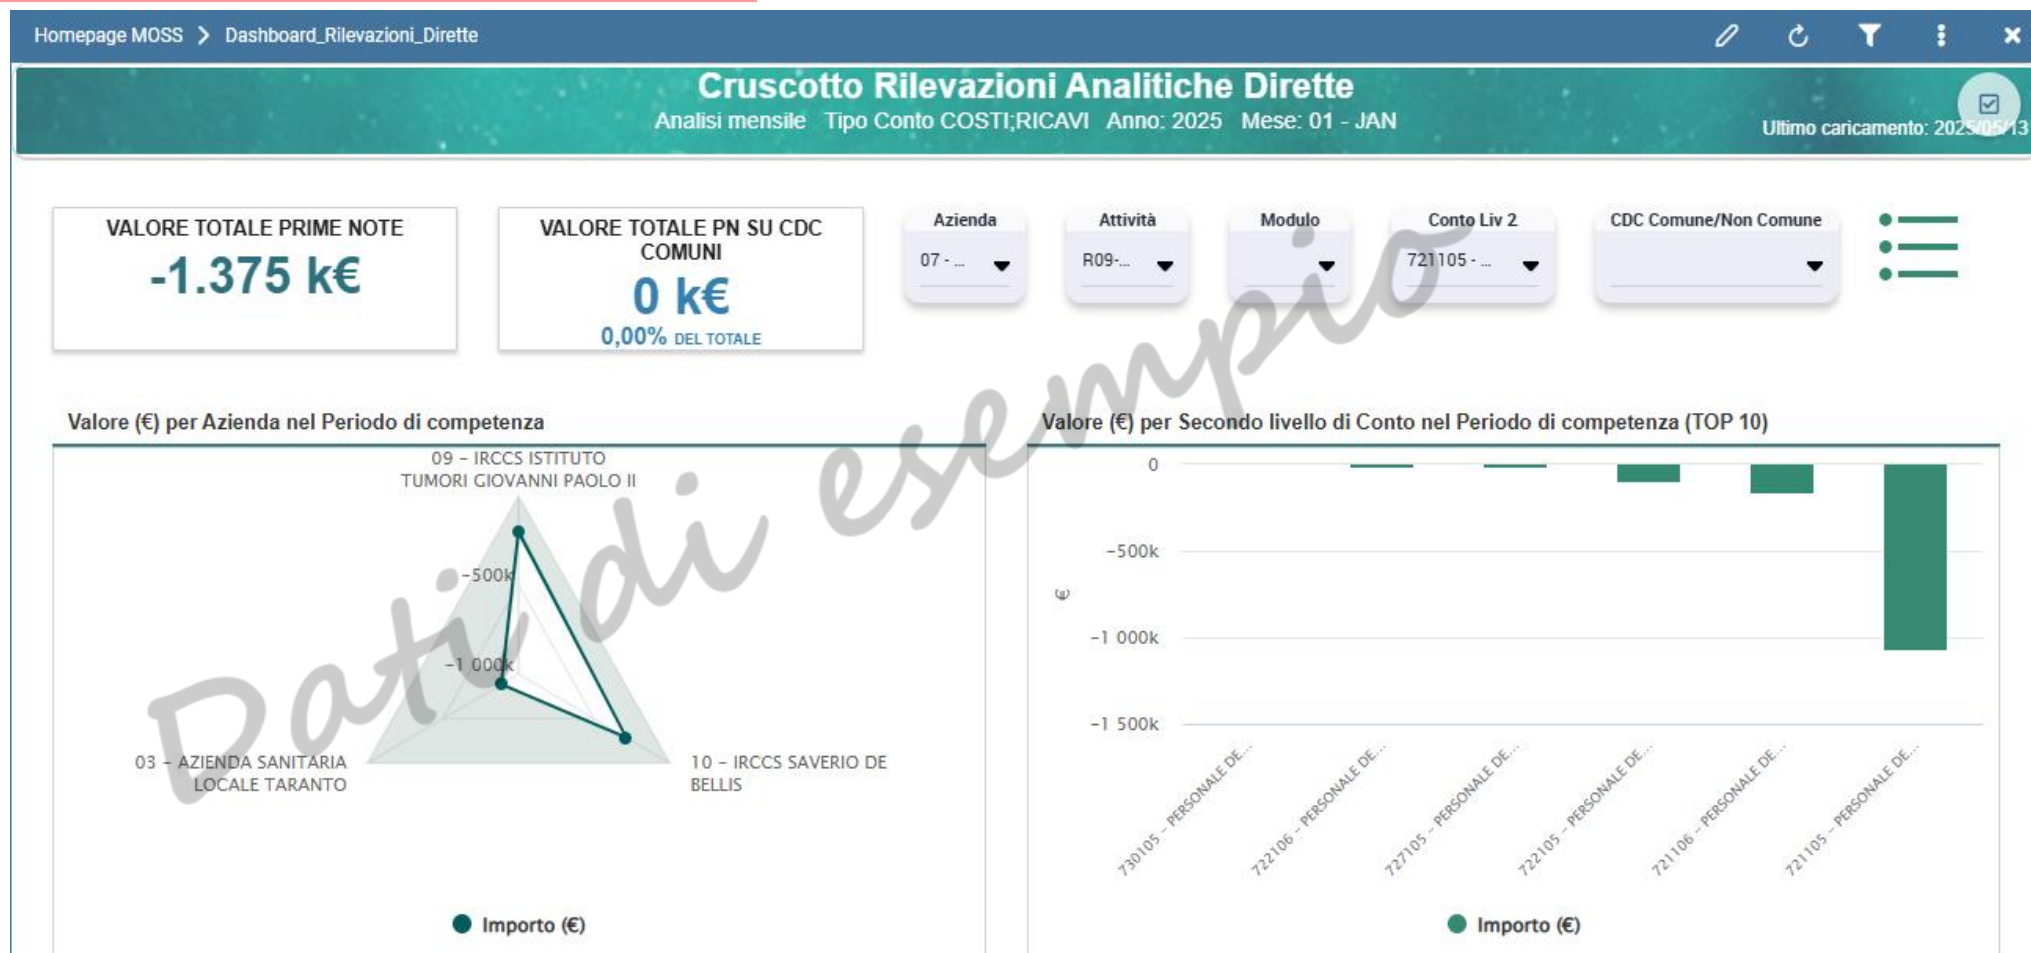 Homepage MOSS > Dashboard_Rilevazioni_Dirette
Cruscotto Rilevazioni Analitiche Dirette
Analisi mensile Tipo Conto COSTI;RICAVI Anno: 2025 Mese: 01 - JAN
Ultimo caricamento: 2025/05/13
VALORE TOTALE PRIME NOTE
-1.375 k€
VALORE TOTALE PN SU CDC
COMUNI
0 k€
0,00% DEL TOTALE
Azienda
07 - ...
Attività
R09-...
Modulo
Conto Liv 2
721105 - ...
CDC Comune/Non Comune
Dati di esempio
Valore (€) per Azienda nel Periodo di competenza
09 – IRCCS ISTITUTO
TUMORI GIOVANNI PAOLO II
−500k
−1 000k
03 – AZIENDA SANITARIA
LOCALE TARANTO
10 – IRCCS SAVERIO DE
BELLIS
Importo (€)
Valore (€) per Secondo livello di Conto nel Periodo di competenza (TOP 10)
0
−500k
€
−1 000k
−1 500k
730105 – PERSONALE DE...
722106 – PERSONALE DE...
727105 – PERSONALE DE...
722105 – PERSONALE DE...
721106 – PERSONALE DE...
721105 – PERSONALE DE...
Importo (€)